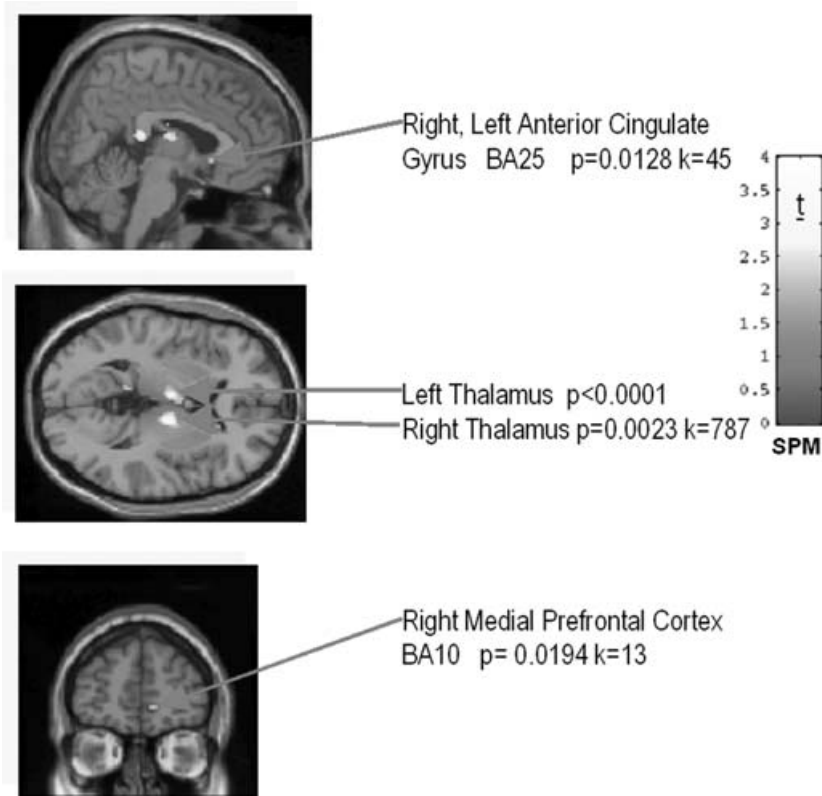 Right, Left Anterior Cingulate
Gyrus BA25 p=0.0128 k=45
4
3.5
3
t
2.5
2
1.5
1
0.5
0
Left Thalamus p<0.0001
Right Thalamus p=0.0023 k=787
SPM
Right Medial Prefrontal Cortex
BA10 p= 0.0194 k=13